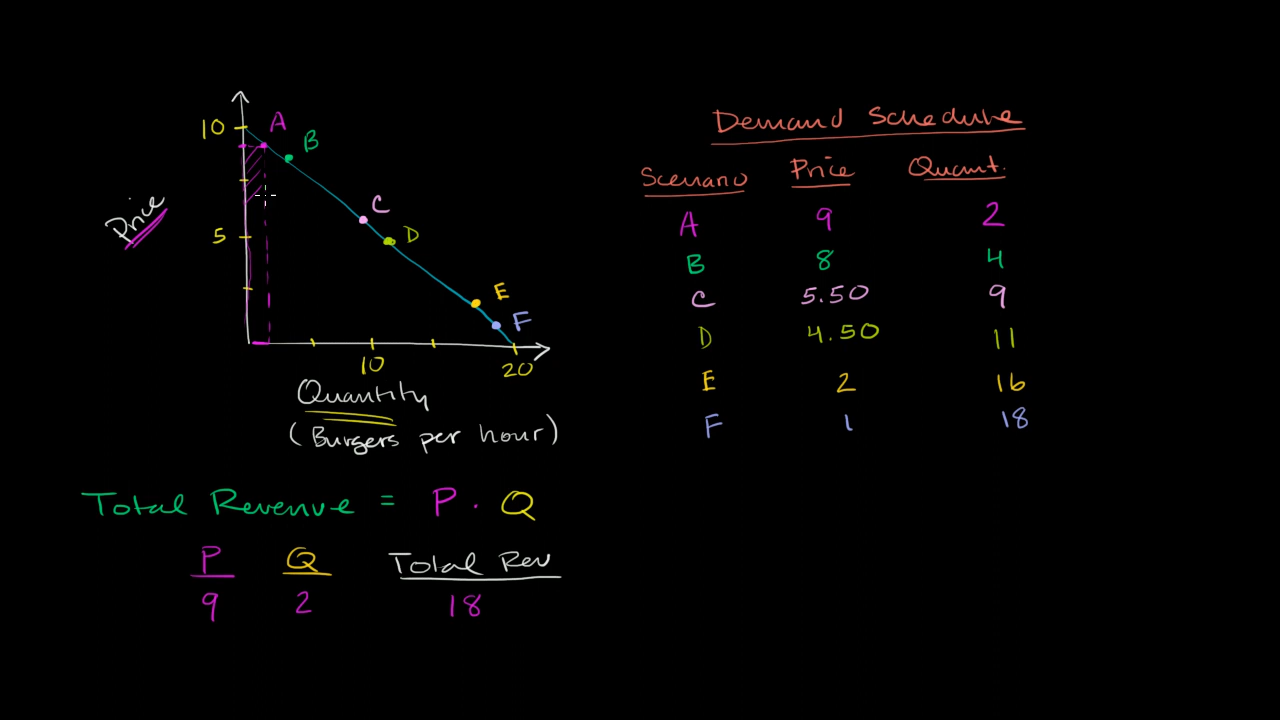 10
A
B
C
5
D
E
F
Price
10
20
Quantity
(Burgers per hour)
Demand Schedule
Scenario Price Quant.
A 9 2
B 8 4
C 5.50 9
D 4.50 11
E 2 16
F 1 18
Total Revenue = P · Q
P Q Total Rev
9 2 18